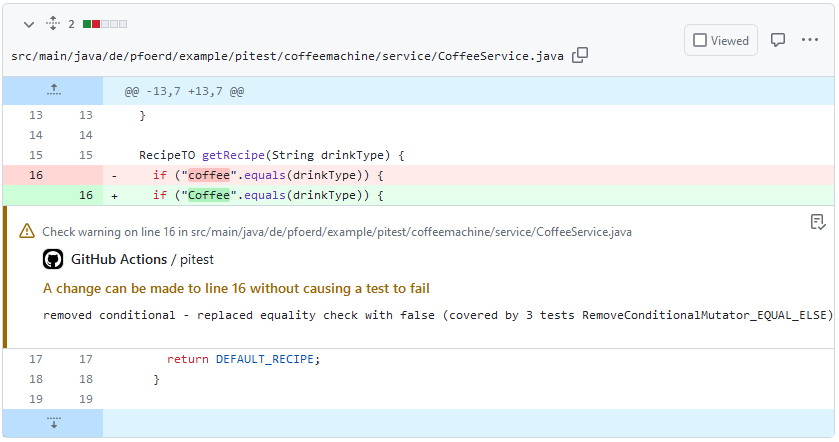 2
src/main/java/de/pfoerd/example/pitest/coffeemachine/service/CoffeeService.java
Viewed
@@ -13,7 +13,7 @@
13 13 }
14 14
15 15 RecipeTO getRecipe(String drinkType) {
16 - if ("coffee".equals(drinkType)) {
16 + if ("Coffee".equals(drinkType)) {
Check warning on line 16 in src/main/java/de/pfoerd/example/pitest/coffeemachine/service/CoffeeService.java
GitHub Actions / pitest
A change can be made to line 16 without causing a test to fail
removed conditional - replaced equality check with false (covered by 3 tests RemoveConditionalMutator_EQUAL_ELSE)
17 17 return DEFAULT_RECIPE;
18 18 }
19 19